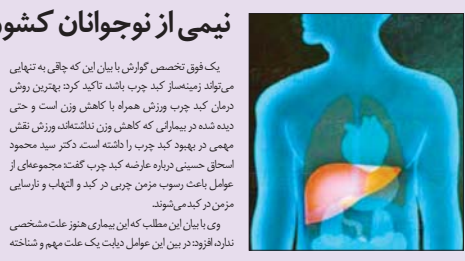 نیمی از نوجوانان کشور
یک فوق تخصص گوارش با بیان این که چاقی به تنهایی
می‌تواند زمینه‌ساز کبد چرب باشد، تاکید کرد: بهترین روش
درمان کبد چرب ورزش همراه با کاهش وزن است و حتی
دیده شده در بیمارانی که کاهش وزن نداشته‌اند، ورزش نقش
مهمی در بهبود کبد چرب را داشته است. دکتر سید محمود
اسحاق حسینی درباره عارضه کبد چرب گفت: مجموعه‌ای از
عوامل باعث رسوب مزمن چربی در کبد و التهاب و نارسایی
مزمن در کبد می‌شوند.
وی با بیان این مطلب که این بیماری هنوز علت مشخصی
ندارد، افزود: در بین این عوامل دیابت یک علت مهم و شناخته